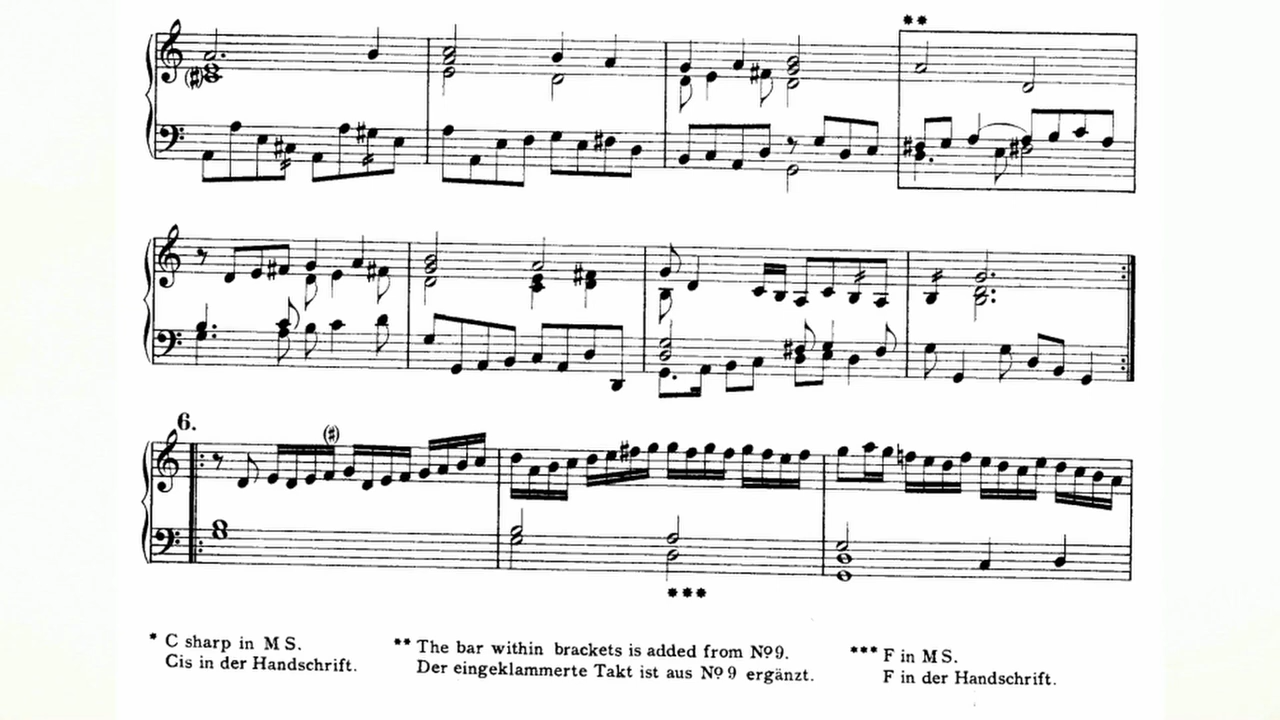 **
6.
(#)
***
* C sharp in MS.
Cis in der Handschrift.
** The bar within brackets is added from Nº 9.
Der eingeklammerte Takt ist aus Nº 9 ergänzt.
*** F in MS.
F in der Handschrift.